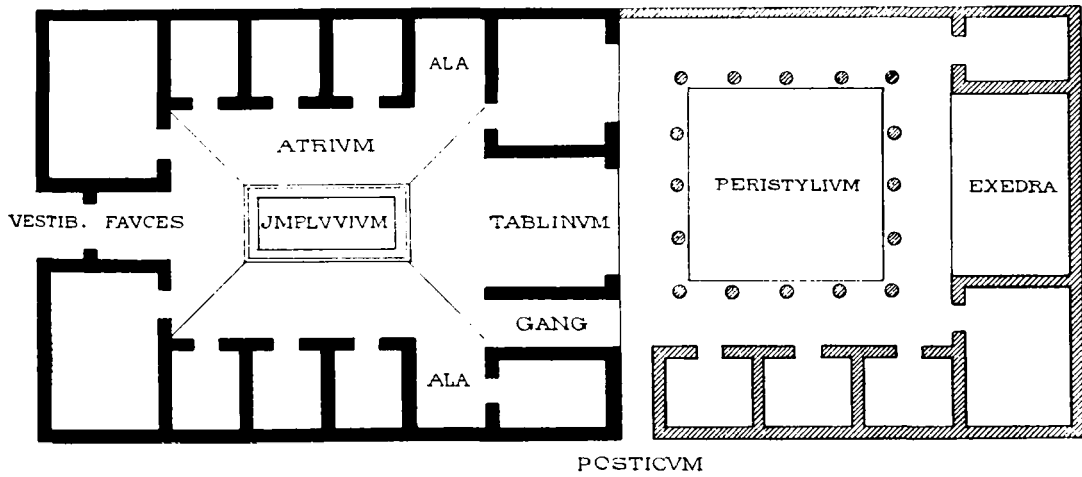 ALA
ATRIVM
PERISTYLIVM
EXEDRA
VESTIB. FAVCES
JMPLVVIVM
TABLINVM
GANG
ALA
POSTICVM